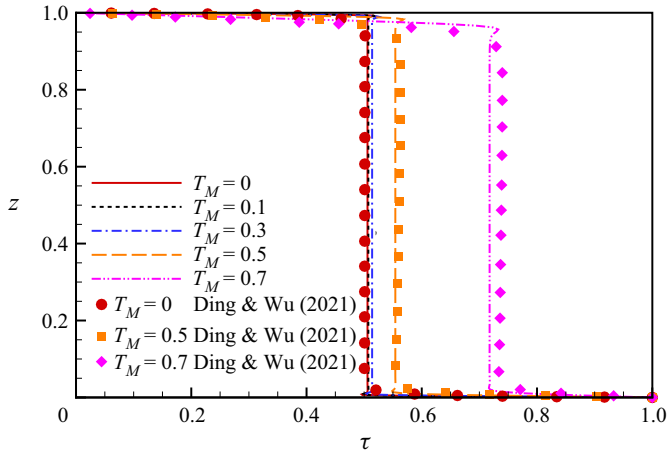 1.0
0.8
0.6
z
0.4
0.2
T_M = 0
T_M = 0.1
T_M = 0.3
T_M = 0.5
T_M = 0.7
T_M = 0 Ding & Wu (2021)
T_M = 0.5 Ding & Wu (2021)
T_M = 0.7 Ding & Wu (2021)
0 0.2 0.4 0.6 0.8 1.0
τ